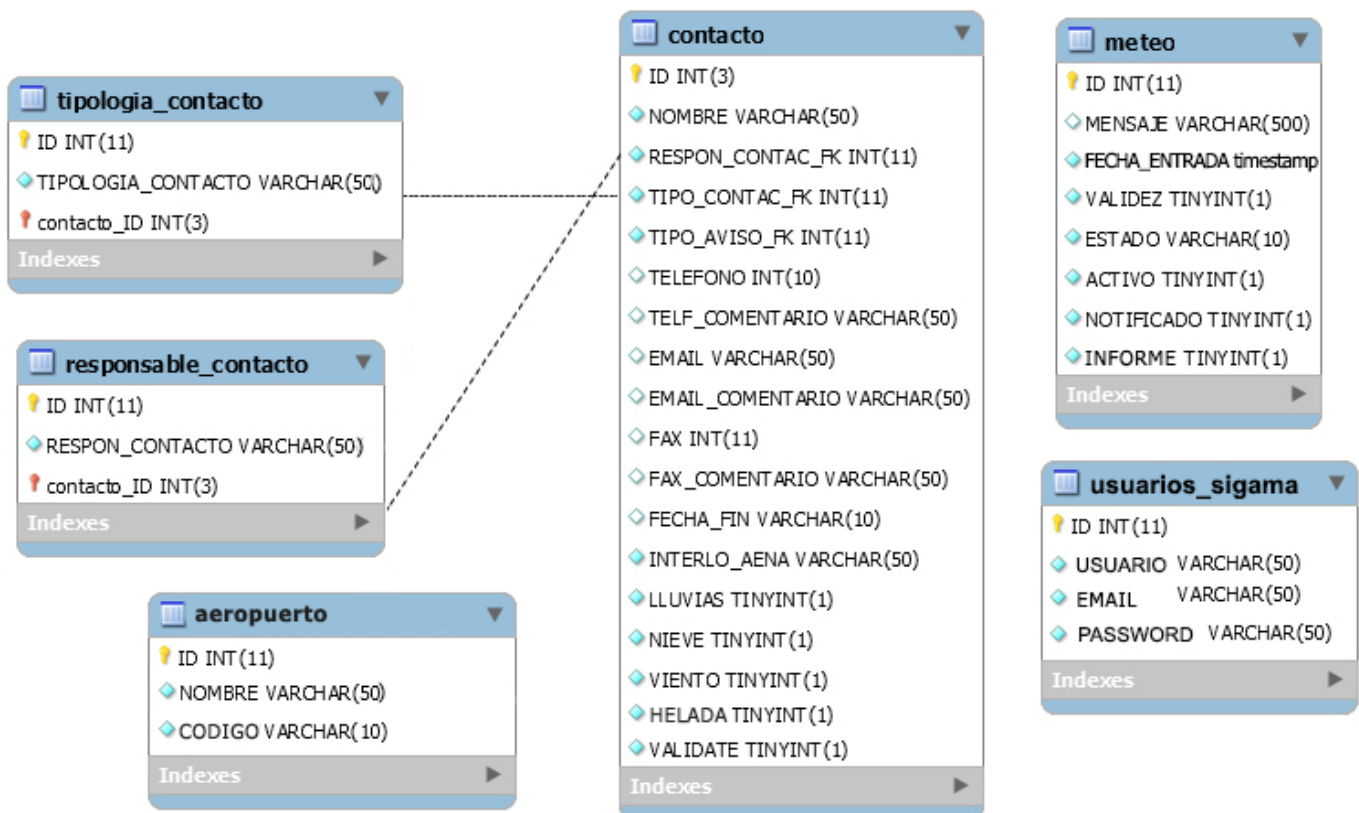 tipologia_contacto
ID INT(11)
TIPOLOGIA_CONTACTO VARCHAR(50)
contacto_ID INT(3)
Indexes
responsable_contacto
ID INT(11)
RESPON_CONTACTO VARCHAR(50)
contacto_ID INT(3)
Indexes
aeropuerto
ID INT(11)
NOMBRE VARCHAR(50)
CODIGO VARCHAR(10)
Indexes
contacto
ID INT(3)
NOMBRE VARCHAR(50)
RESPON_CONTAC_FK INT(11)
TIPO_CONTAC_FK INT(11)
TIPO_AVISO_FK INT(11)
TELEFONO INT(10)
TELF_COMENTARIO VARCHAR(50)
EMAIL VARCHAR(50)
EMAIL_COMENTARIO VARCHAR(50)
FAX INT(11)
FAX_COMENTARIO VARCHAR(50)
FECHA_FIN VARCHAR(10)
INTERLO_AENA VARCHAR(50)
LLUVIAS TINYINT(1)
NIEVE TINYINT(1)
VIENTO TINYINT(1)
HELADA TINYINT(1)
VALIDATE TINYINT(1)
Indexes
meteo
ID INT(11)
MENSAJE VARCHAR(500)
FECHA_ENTRADA timestamp
VALIDEZ TINYINT(1)
ESTADO VARCHAR(10)
ACTIVO TINYINT(1)
NOTIFICADO TINYINT(1)
INFORME TINYINT(1)
Indexes
usuarios_sigama
ID INT(11)
USUARIO VARCHAR(50)
EMAIL VARCHAR(50)
PASSWORD VARCHAR(50)
Indexes